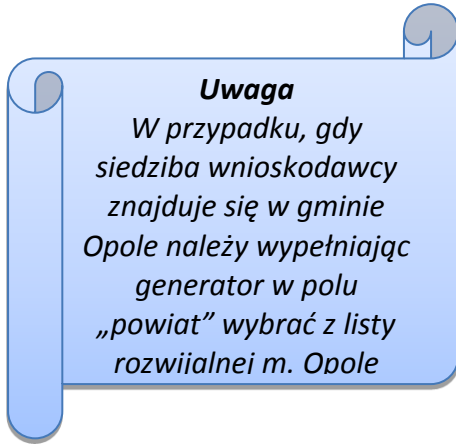 Uwaga
W przypadku, gdy
siedziba wnioskodawcy
znajduje się w gminie
Opole należy wypełniając
generator w polu
„powiat” wybrać z listy
rozwijalnej m. Opole